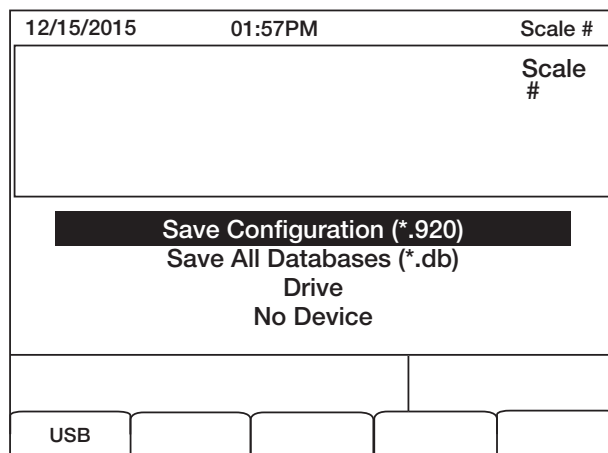 12/15/2015 01:57PM Scale #
Scale
#
Save Configuration (*.920)
Save All Databases (*.db)
Drive
No Device
USB